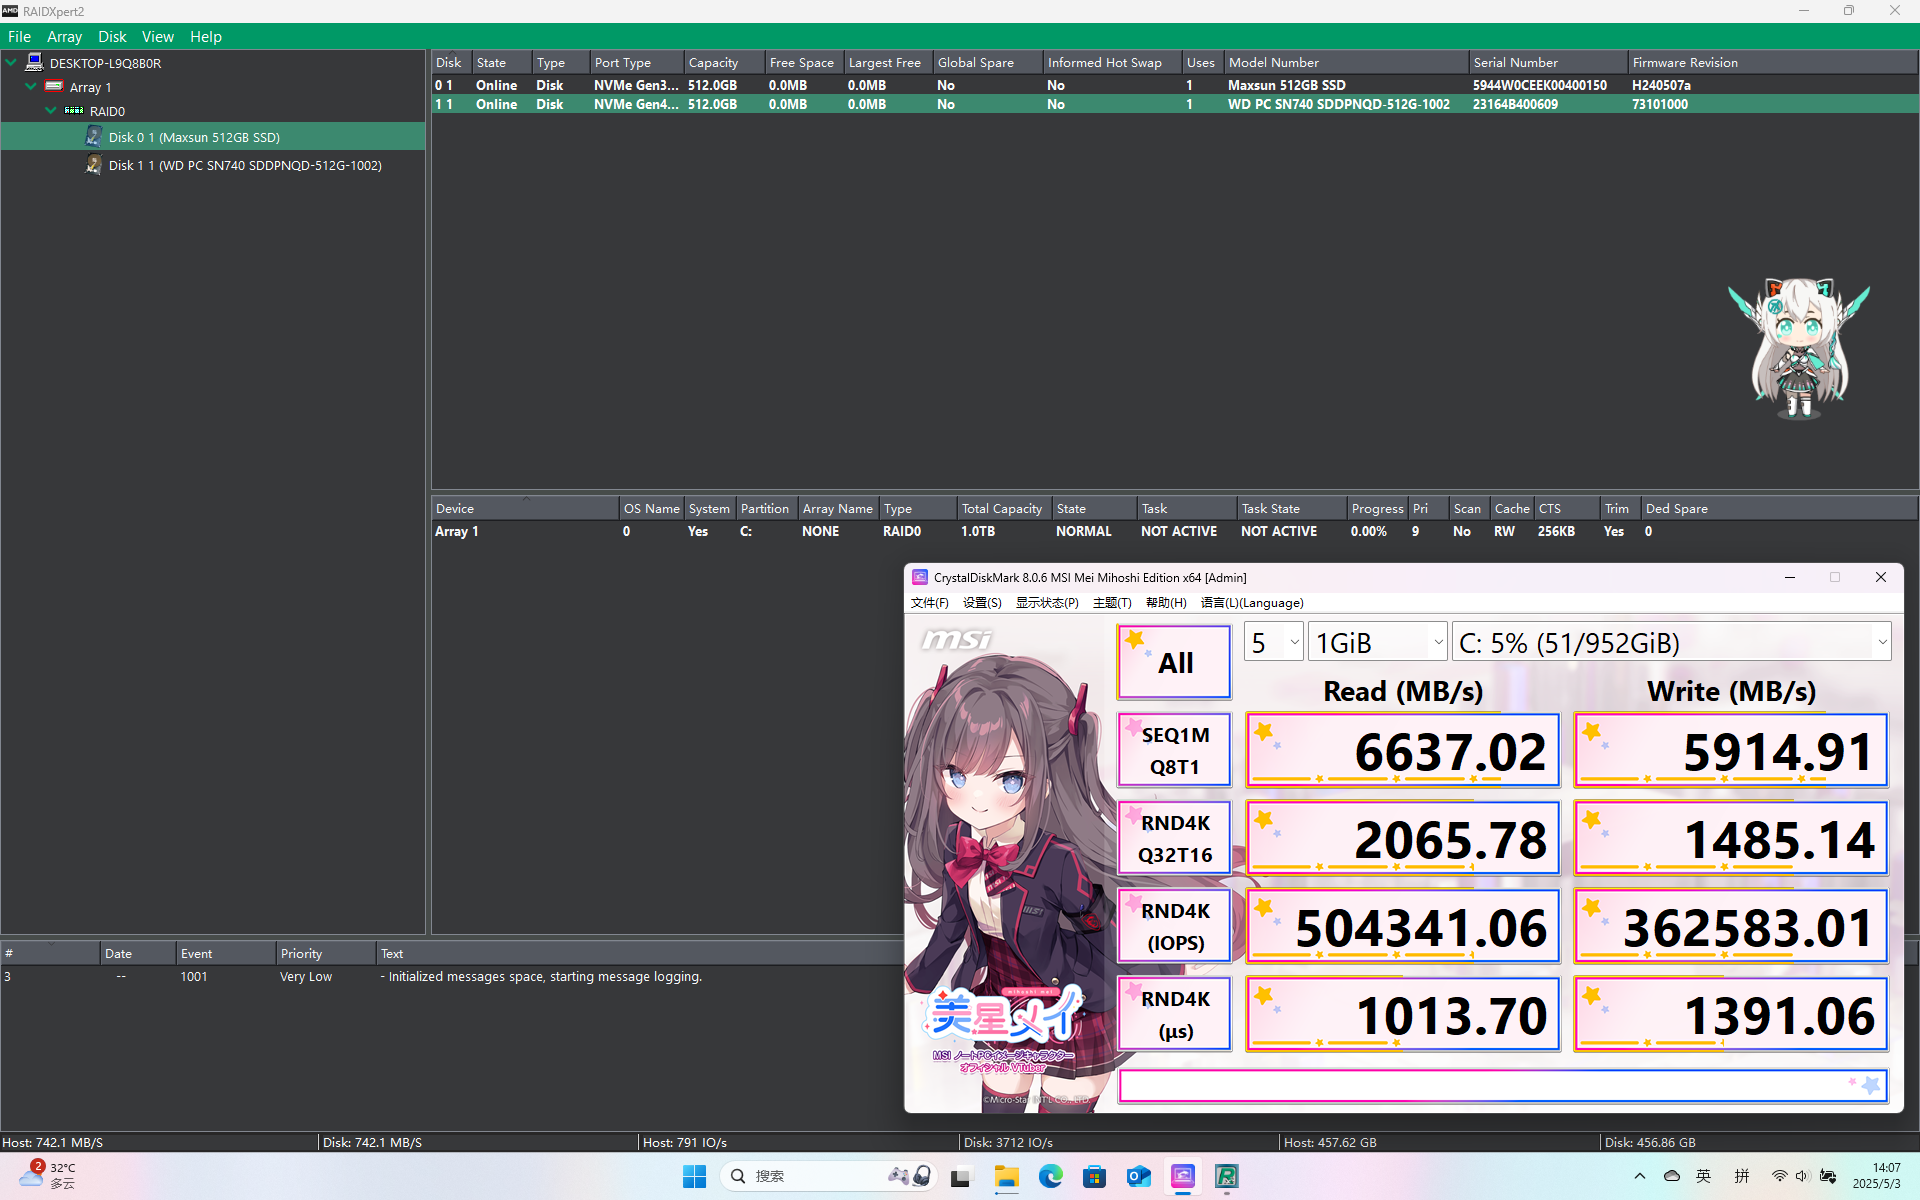 AMD RAIDXpert2
File Array Disk View Help
DESKTOP-L9Q8B0R
Array 1
RAID0
Disk 0 1 (Maxsun 512GB SSD)
Disk 1 1 (WD PC SN740 SDDPNQD-512G-1002)
Disk State Type Port Type Capacity Free Space Largest Free Global Spare Informed Hot Swap Uses Model Number Serial Number Firmware Revision
0 1 Online Disk NVMe Gen3... 512.0GB 0.0MB 0.0MB No No 1 Maxsun 512GB SSD 5944W0CEEK00400150 H240507a
1 1 Online Disk NVMe Gen4... 512.0GB 0.0MB 0.0MB No No 1 WD PC SN740 SDDPNQD-512G-1002 23164B400609 73101000
Device OS Name System Partition Array Name Type Total Capacity State Task Task State Progress Pri Scan Cache CTS Trim Ded Spare
Array 1 0 Yes C: NONE RAID0 1.0TB NORMAL NOT ACTIVE NOT ACTIVE 0.00% 9 No RW 256KB Yes 0
CrystalDiskMark 8.0.6 MSI Mei Mihoshi Edition x64 [Admin]
文件(F) 设置(S) 显示状态(P) 主题(T) 帮助(H) 语言(L)(Language)
msi
All 5 1GiB C: 5% (51/952GiB)
Read (MB/s) Write (MB/s)
SEQ1M
Q8T1
6637.02 5914.91
RND4K
Q32T16
2065.78 1485.14
RND4K
(IOPS)
504341.06 362583.01
RND4K
(μs)
1013.70 1391.06
msi
mihoshi mei
美星メイ
MSI ノートPCイメージキャラクター
オフィシャル VTuber
©Micro-Star INT'L CO., LTD.
# Date Event Priority Text
3 -- 1001 Very Low - Initialized messages space, starting message logging.
Host: 742.1 MB/S Disk: 742.1 MB/S Host: 791 IO/s Disk: 3712 IO/s Host: 457.62 GB Disk: 456.86 GB
2
32°C
多云
搜索
英 拼
14:07
2025/5/3